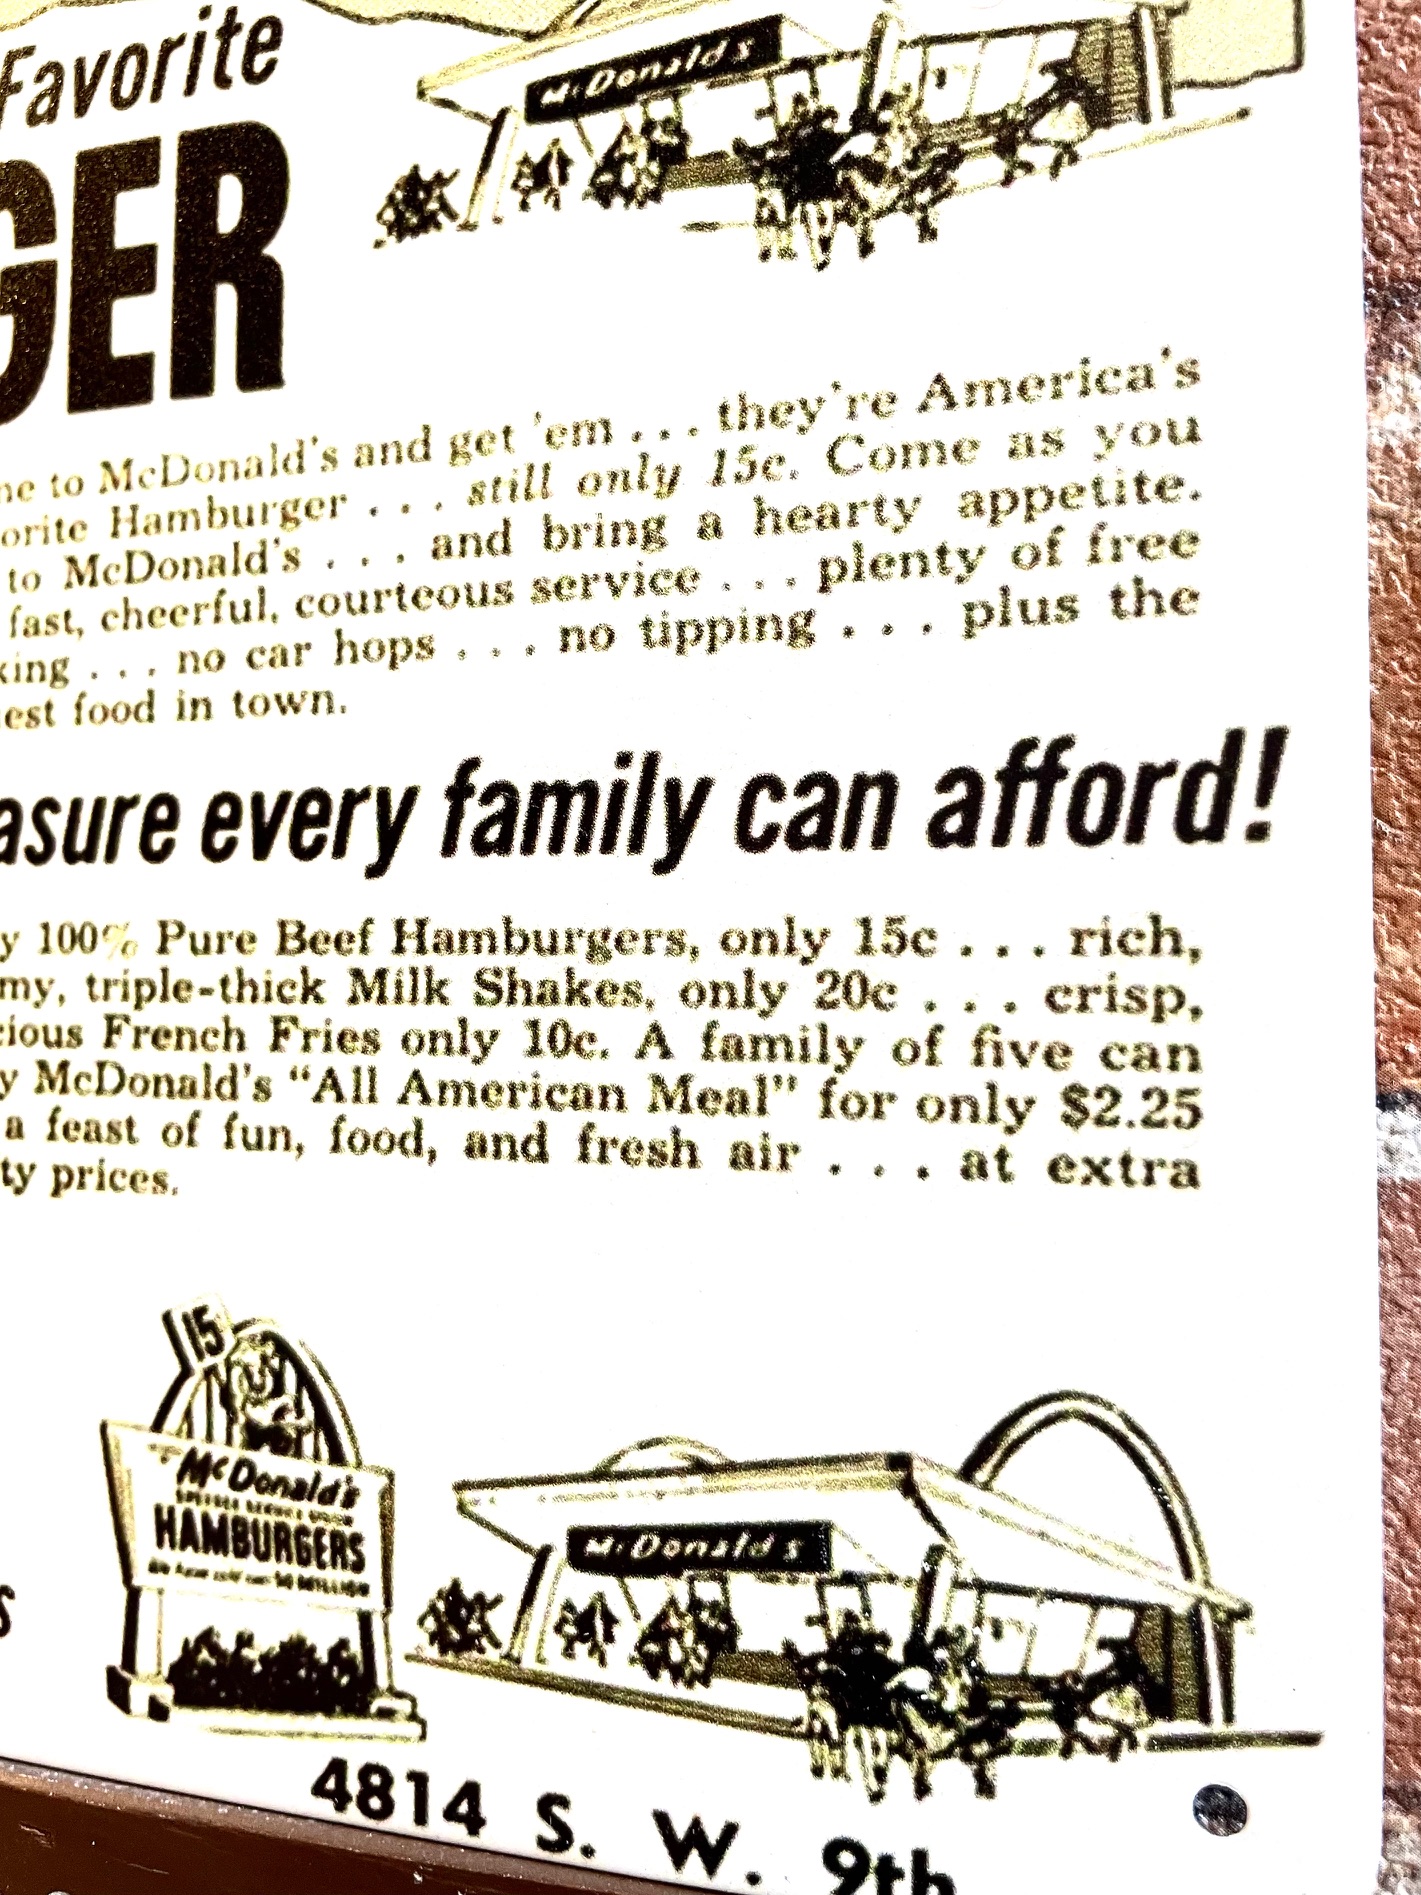 Favorite
McDonald's
GER
ne to McDonald's and get 'em . . . they're America's
orite Hamburger . . . still only 15c. Come as you
to McDonald's . . . and bring a hearty appetite.
fast, cheerful, courteous service . . . plenty of free
king . . . no car hops . . . no tipping . . . plus the
est food in town.
asure every family can afford!
y 100% Pure Beef Hamburgers, only 15c . . . rich,
my, triple-thick Milk Shakes, only 20c . . . crisp,
cious French Fries only 10c. A family of five can
y McDonald's "All American Meal" for only $2.25
a feast of fun, food, and fresh air . . . at extra
ty prices.
15
McDonald's
HAMBURGERS
McDonald's
s
4814 S. W. 9th